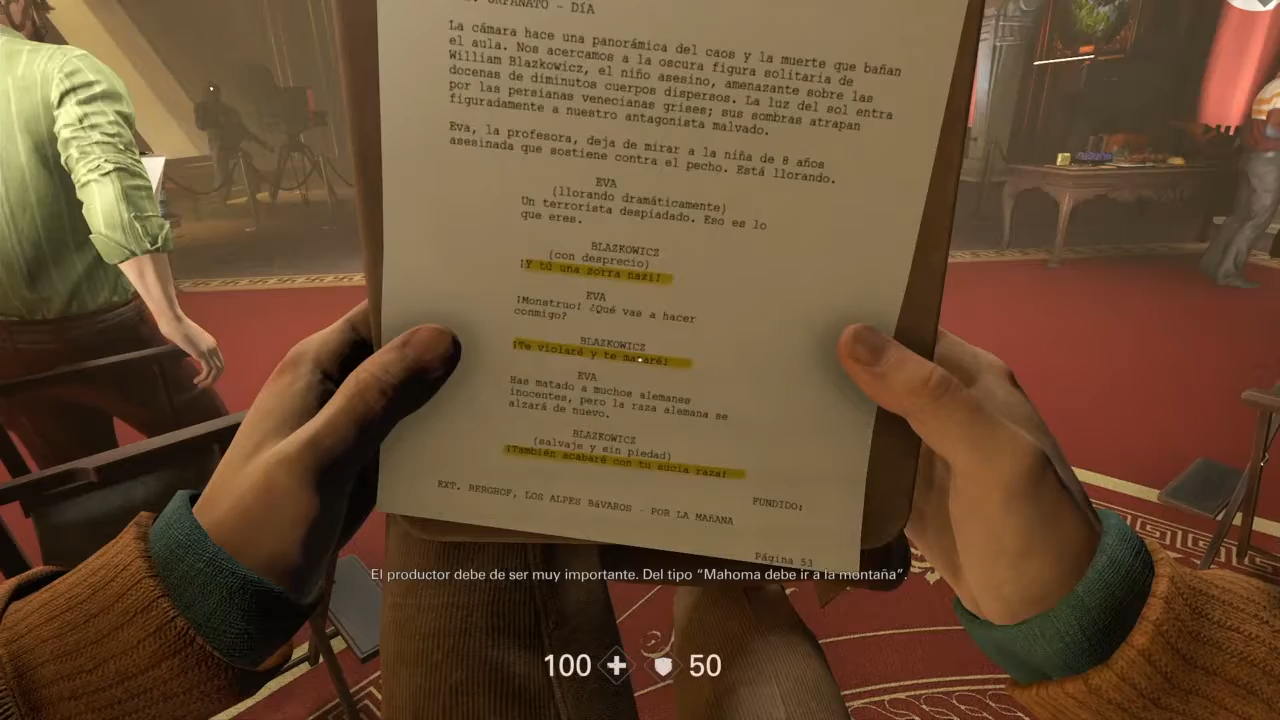 ORFANATO - DÍA
La cámara hace una panorámica del caos y la muerte que bañan
el aula. Nos acercamos a la oscura figura solitaria de
William Blazkowicz, el niño asesino, amenazante sobre las
docenas de diminutos cuerpos dispersos. La luz del sol entra
por las persianas venecianas grises; sus sombras atrapan
figuradamente a nuestro antagonista malvado.
Eva, la profesora, deja de mirar a la niña de 8 años
asesinada que sostiene contra el pecho. Está llorando.
EVA
(llorando dramáticamente)
Un terrorista despiadado. Eso es lo
que eres.
BLAZKOWICZ
(con desprecio)
¡Y tú una zorra nazi!
EVA
¡Monstruo! ¿Qué vas a hacer
conmigo?
BLAZKOWICZ
¡Te violaré y te mataré!
EVA
Has matado a muchos alemanes
inocentes, pero la raza alemana se
alzará de nuevo.
BLAZKOWICZ
(salvaje y sin piedad)
¡También acabaré con tu sucia raza!
FUNDIDO:
EXT. BERGHOF, LOS ALPES BáVAROS - POR LA MAñANA
Página 53
El productor debe de ser muy importante. Del tipo “Mahoma debe ir a la montaña”.
100 50